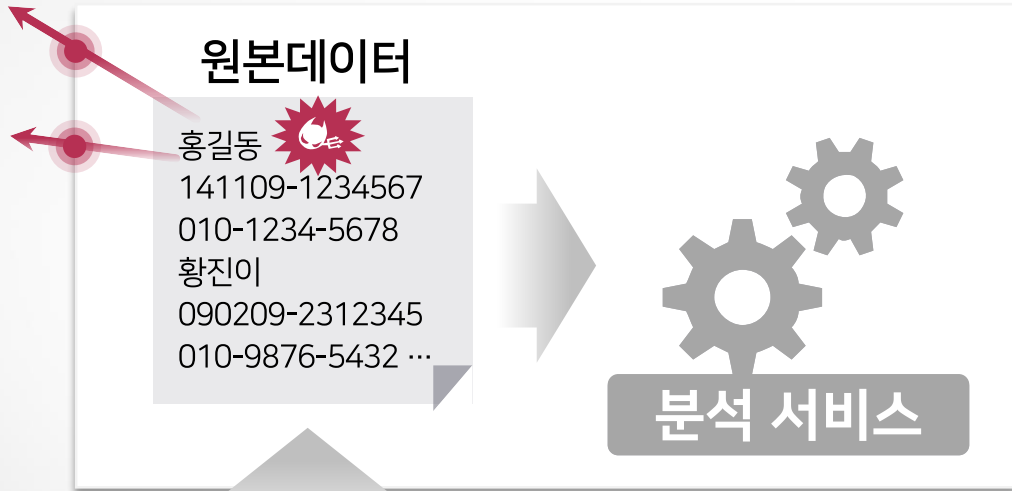 원본데이터
홍길동
141109-1234567
010-1234-5678
황진이
090209-2312345
010-9876-5432 …
분석 서비스